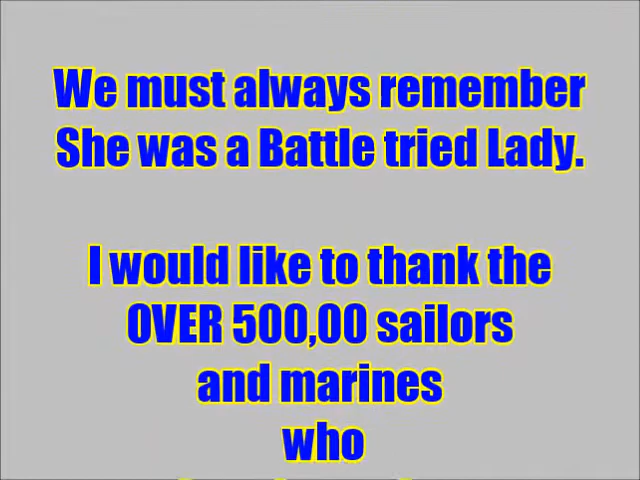 We must always remember
She was a Battle tried Lady.
I would like to thank the
OVER 500,00 sailors
and marines
who